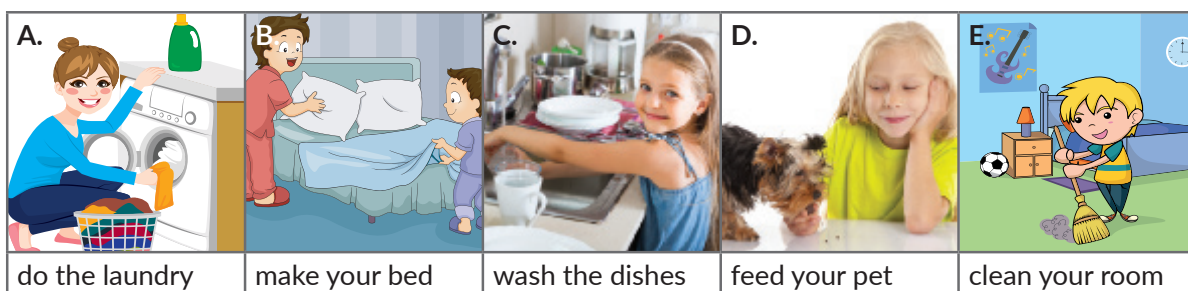 A.
B.
C.
D.
E.
do the laundry
make your bed
wash the dishes
feed your pet
clean your room